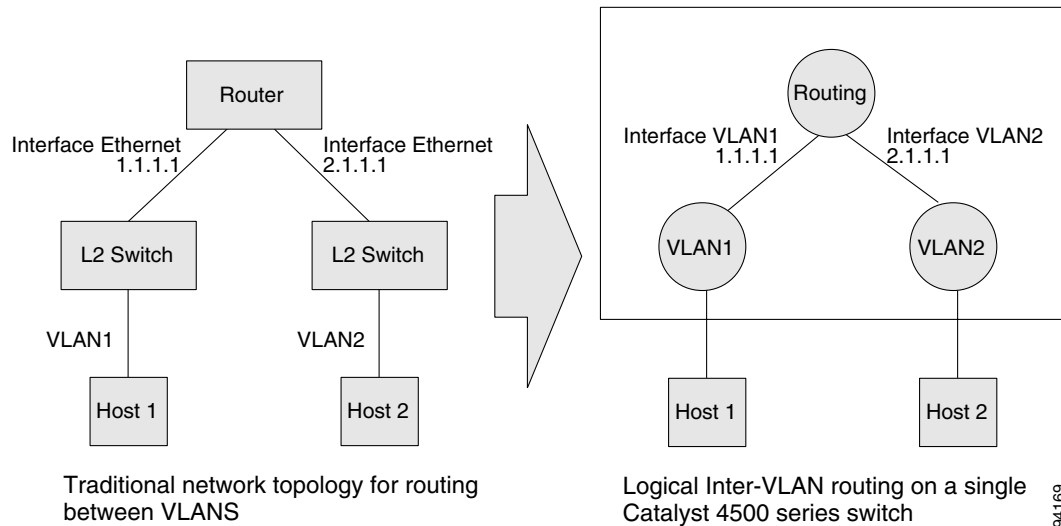 Router
Interface Ethernet
1.1.1.1
Interface Ethernet
2.1.1.1
L2 Switch
L2 Switch
VLAN1
VLAN2
Host 1
Host 2
Traditional network topology for routing
between VLANS
Routing
Interface VLAN1
1.1.1.1
Interface VLAN2
2.1.1.1
VLAN1
VLAN2
Host 1
Host 2
Logical Inter-VLAN routing on a single
Catalyst 4500 series switch
94169